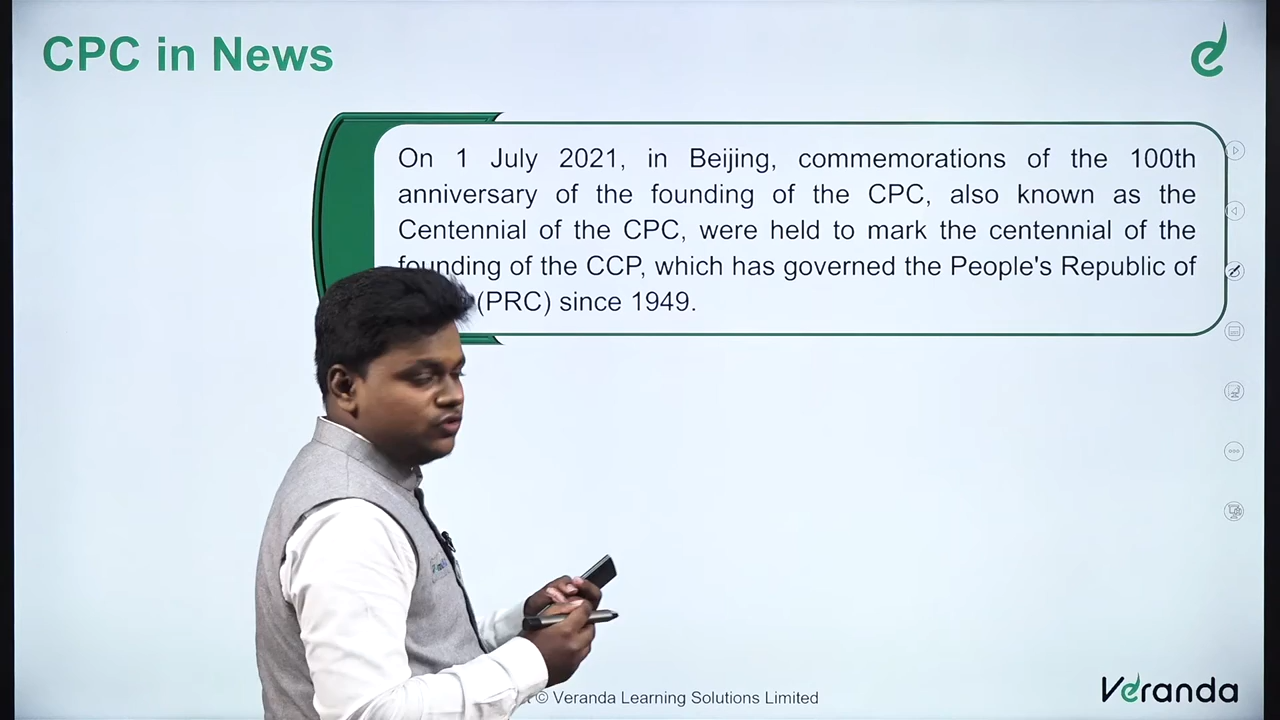 CPC in News
On 1 July 2021, in Beijing, commemorations of the 100th
anniversary of the founding of the CPC, also known as the
Centennial of the CPC, were held to mark the centennial of the
founding of the CCP, which has governed the People's Republic of
(PRC) since 1949.
© Veranda Learning Solutions Limited
Veranda